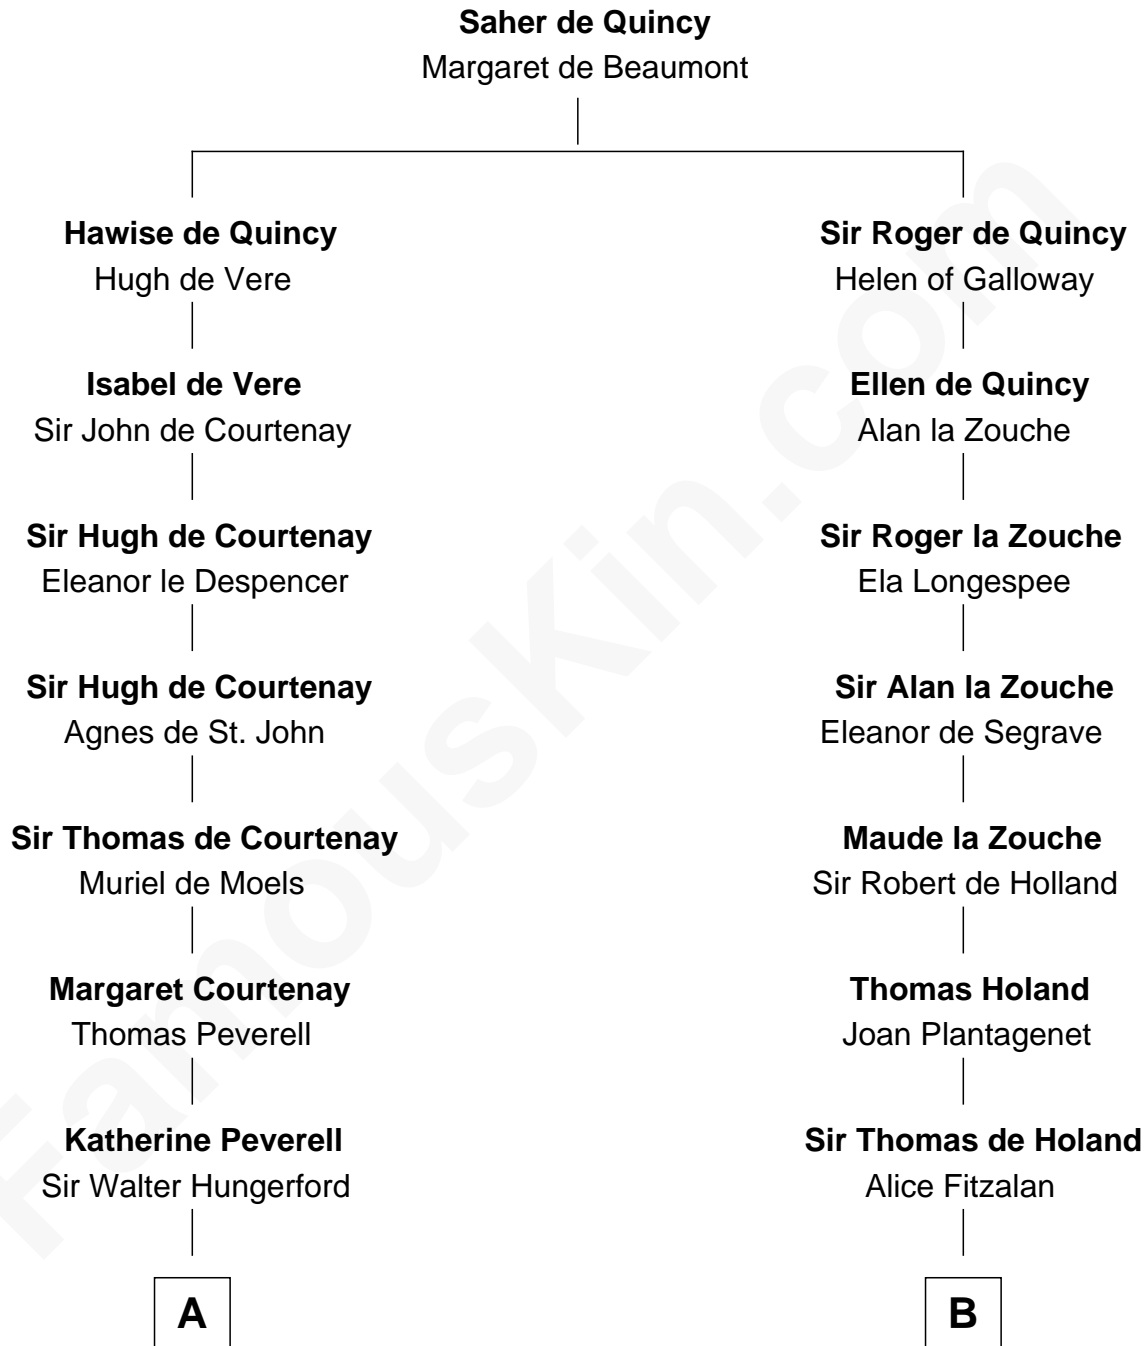 Saher de Quincy
Margaret de Beaumont
Hawise de Quincy
Hugh de Vere
Isabel de Vere
Sir John de Courtenay
Sir Hugh de Courtenay
Eleanor le Despencer
Sir Hugh de Courtenay
Agnes de St. John
Sir Thomas de Courtenay
Muriel de Moels
Margaret Courtenay
Thomas Peverell
Katherine Peverell
Sir Walter Hungerford
A
Sir Roger de Quincy
Helen of Galloway
Ellen de Quincy
Alan la Zouche
Sir Roger la Zouche
Ela Longespee
Sir Alan la Zouche
Eleanor de Segrave
Maude la Zouche
Sir Robert de Holland
Thomas Holand
Joan Plantagenet
Sir Thomas de Holand
Alice Fitzalan
B
FamousKin.com